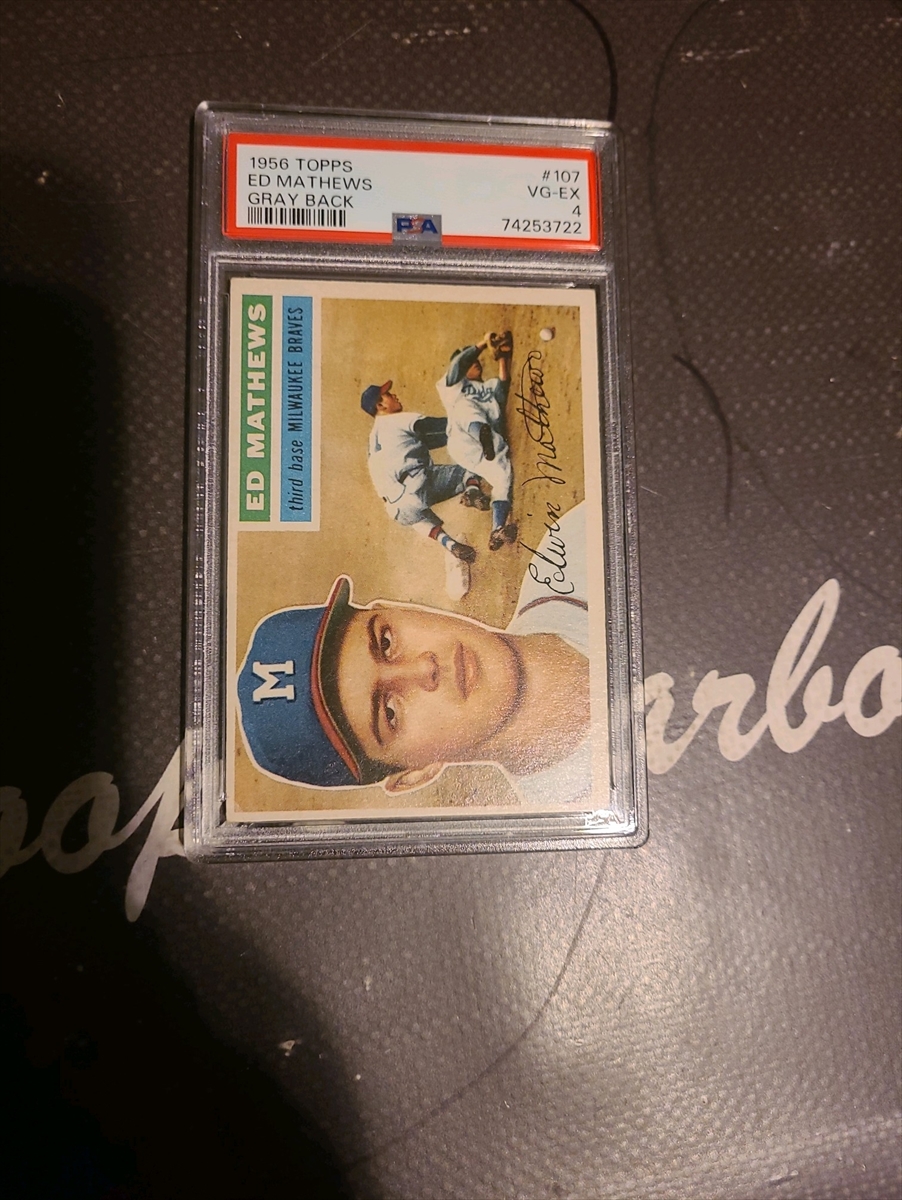 1956 TOPPS #107
ED MATHEWS VG-EX
GRAY BACK 4
PSA 74253722
ED MATHEWS
third base MILWAUKEE BRAVES
Edwin Mathews
M